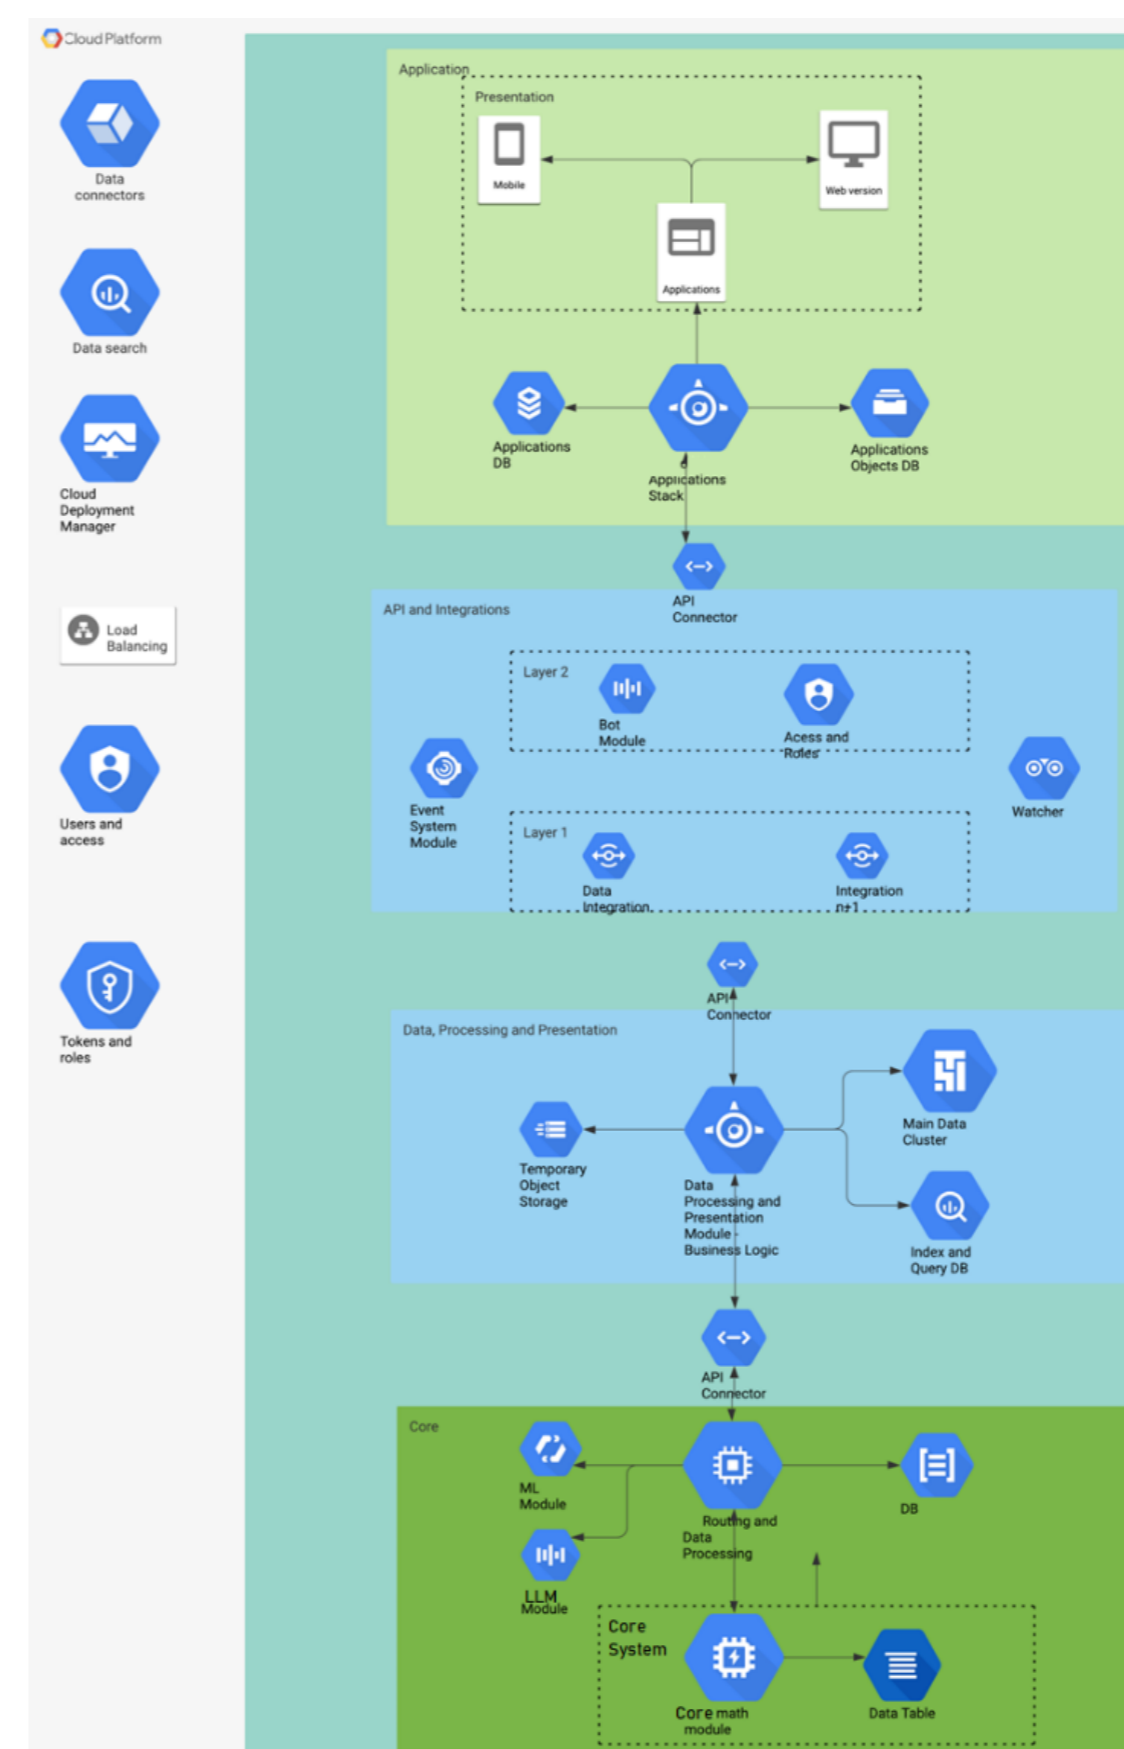 Cloud Platform
Data
connectors
Data search
Cloud
Deployment
Manager
Load
Balancing
Users and
access
Tokens and
roles
Application
Presentation
Mobile
Web version
Applications
Applications
DB
Applications
Stack
Applications
Objects DB
API
Connector
API and Integrations
Layer 2
Bot
Module
Acess and
Roles
Event
System
Module
Watcher
Layer 1
Data
Integration
Integration
n+1
API
Connector
Data, Processing and Presentation
Main Data
Cluster
Temporary
Object
Storage
Data
Processing and
Presentation
Module -
Business Logic
Index and
Query DB
API
Connector
Core
ML
Module
Routing and
Data
Processing
DB
LLM
Module
Core
System
Core math
module
Data Table